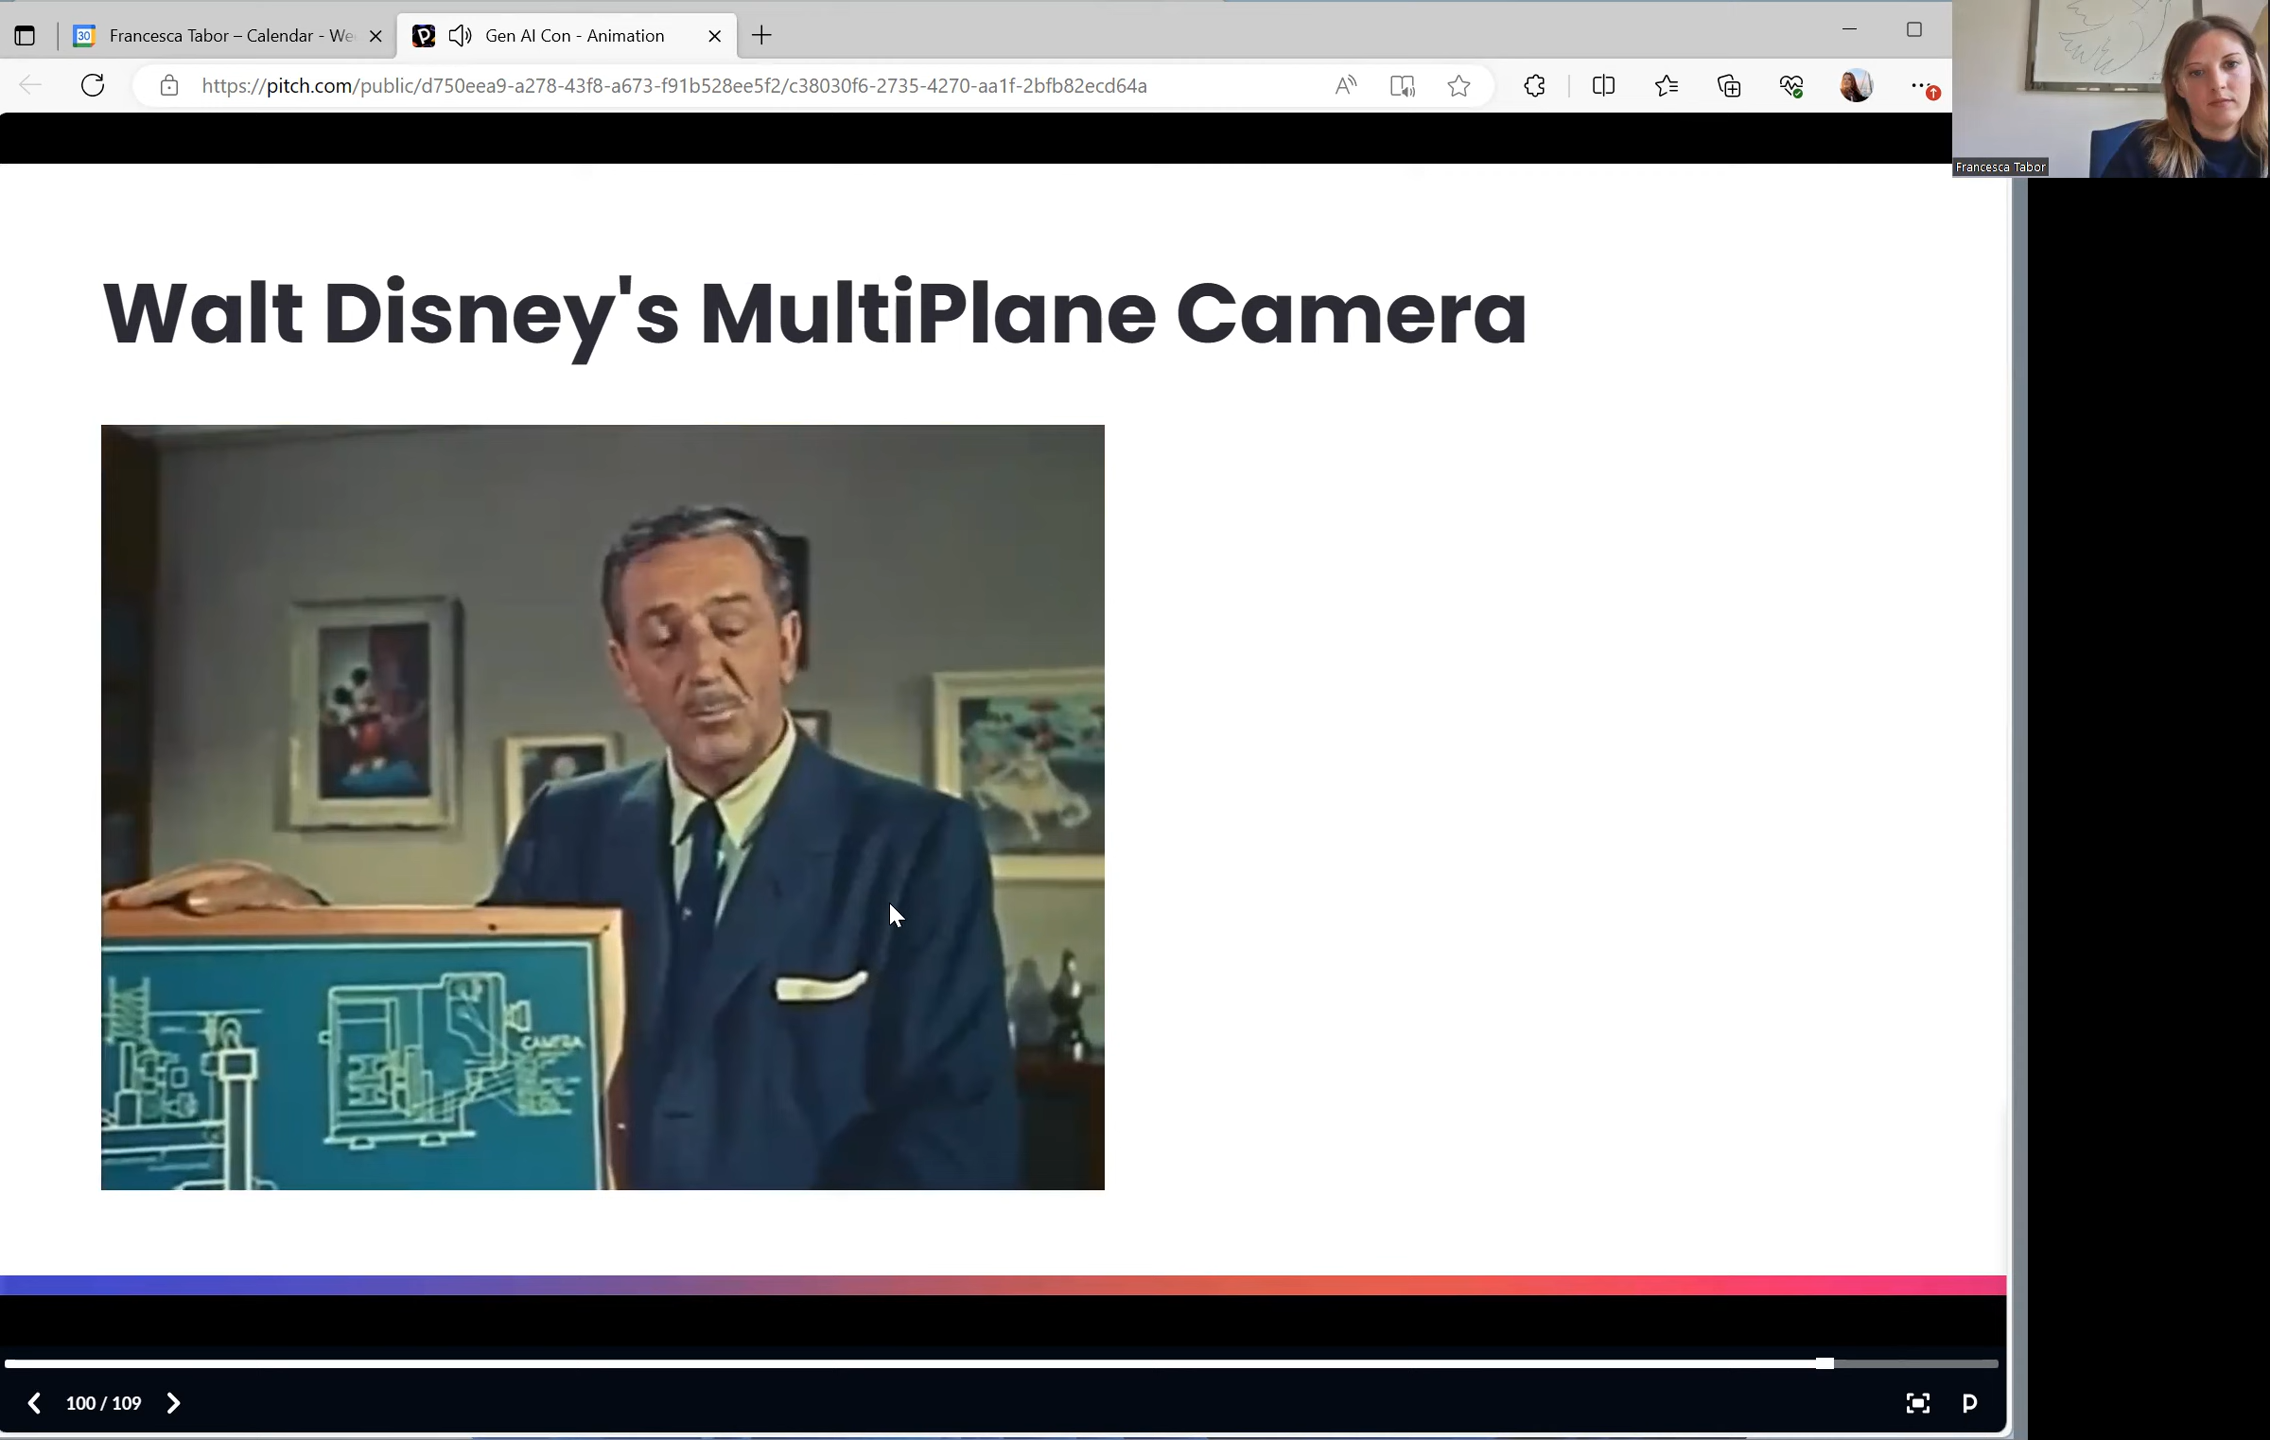 30
Francesca Tabor – Calendar - We
Gen AI Con - Animation
https://pitch.com/public/d750eea9-a278-43f8-a673-f91b528ee5f2/c38030f6-2735-4270-aa1f-2bfb82ecd64a
Francesca Tabor
Walt Disney's MultiPlane Camera
CAMERA
100 / 109